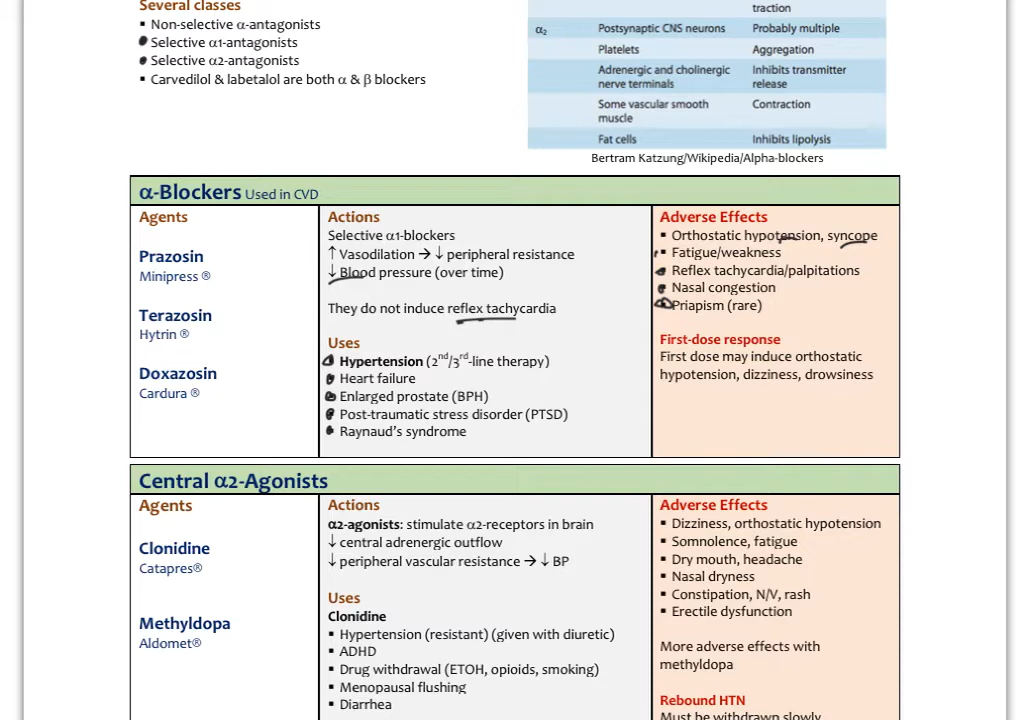 Several classes
▪ Non-selective α-antagonists
▪ Selective α1-antagonists
▪ Selective α2-antagonists
▪ Carvedilol & labetalol are both α & β blockers
traction
α₂ Postsynaptic CNS neurons Probably multiple
Platelets Aggregation
Adrenergic and cholinergic Inhibits transmitter
nerve terminals release
Some vascular smooth Contraction
muscle
Fat cells Inhibits lipolysis
Bertram Katzung/Wikipedia/Alpha-blockers
α-Blockers Used in CVD
Agents
Prazosin
Minipress ®
Terazosin
Hytrin ®
Doxazosin
Cardura ®
Actions
Selective α1-blockers
↑ Vasodilation → ↓ peripheral resistance
↓ Blood pressure (over time)
They do not induce reflex tachycardia
Uses
▪ Hypertension (2nd/3rd-line therapy)
▪ Heart failure
▪ Enlarged prostate (BPH)
▪ Post-traumatic stress disorder (PTSD)
▪ Raynaud's syndrome
Adverse Effects
▪ Orthostatic hypotension, syncope
▪ Fatigue/weakness
▪ Reflex tachycardia/palpitations
▪ Nasal congestion
▪ Priapism (rare)
First-dose response
First dose may induce orthostatic
hypotension, dizziness, drowsiness
Central α2-Agonists
Agents
Clonidine
Catapres®
Methyldopa
Aldomet®
Actions
α2-agonists: stimulate α2-receptors in brain
↓ central adrenergic outflow
↓ peripheral vascular resistance → ↓ BP
Uses
Clonidine
▪ Hypertension (resistant) (given with diuretic)
▪ ADHD
▪ Drug withdrawal (ETOH, opioids, smoking)
▪ Menopausal flushing
▪ Diarrhea
Adverse Effects
▪ Dizziness, orthostatic hypotension
▪ Somnolence, fatigue
▪ Dry mouth, headache
▪ Nasal dryness
▪ Constipation, N/V, rash
▪ Erectile dysfunction
More adverse effects with
methyldopa
Rebound HTN
Must be withdrawn slowly